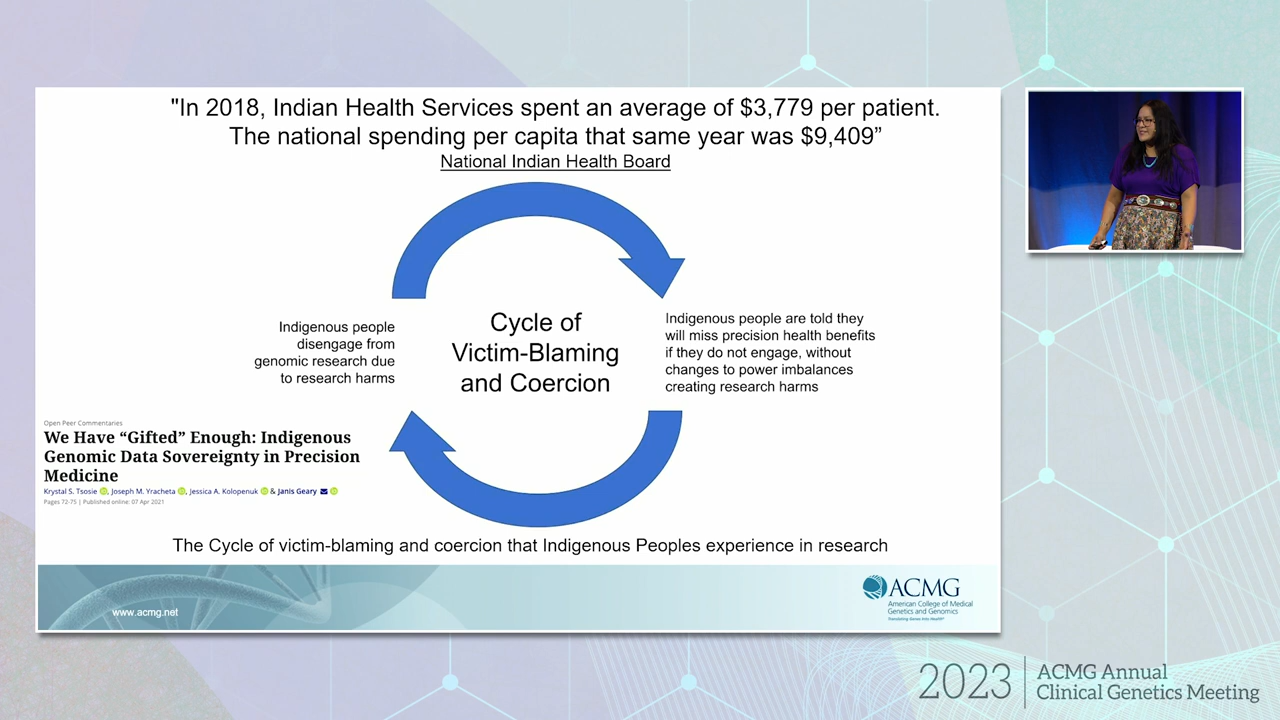 "In 2018, Indian Health Services spent an average of $3,779 per patient.
The national spending per capita that same year was $9,409”
National Indian Health Board
Indigenous people
disengage from
genomic research due
to research harms
Cycle of
Victim-Blaming
and Coercion
Indigenous people are told they
will miss precision health benefits
if they do not engage, without
changes to power imbalances
creating research harms
Open Peer Commentaries
We Have “Gifted” Enough: Indigenous
Genomic Data Sovereignty in Precision
Medicine
Krystal S. Tsosie, Joseph M. Yracheta, Jessica A. Kolopenuk & Janis Geary
Pages 72-75 | Published online: 07 Apr 2021
The Cycle of victim-blaming and coercion that Indigenous Peoples experience in research
www.acmg.net
ACMG
American College of Medical
Genetics and Genomics
Translating Genes Into Health®
2023
ACMG Annual
Clinical Genetics Meeting